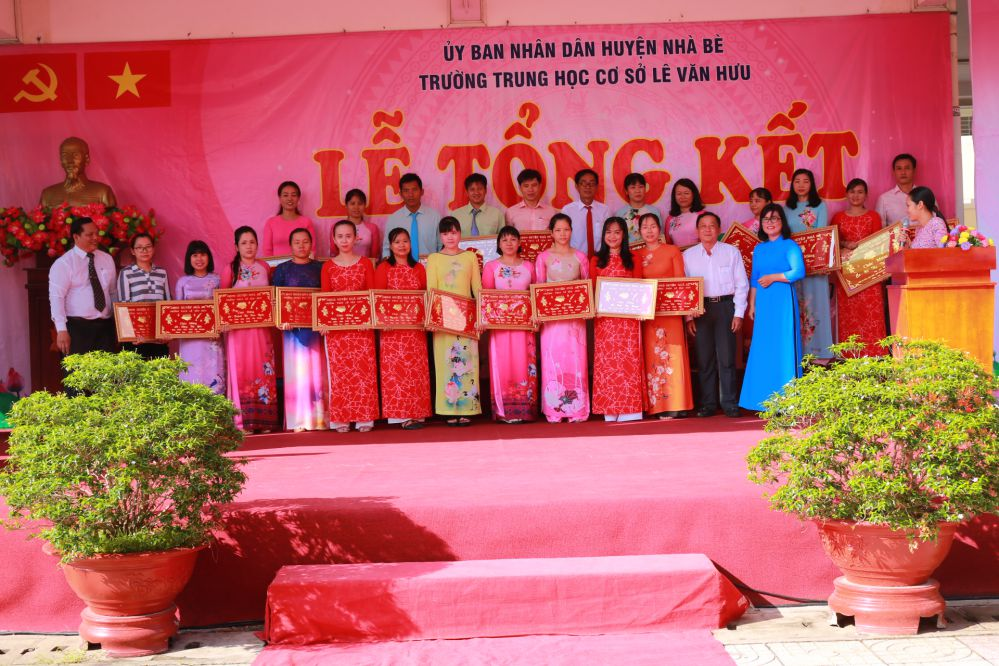 ỦY BAN NHÂN DÂN HUYỆN NHÀ BÈ
TRƯỜNG TRUNG HỌC CƠ SỞ LÊ VĂN HƯU
LỄ TỔNG KẾT